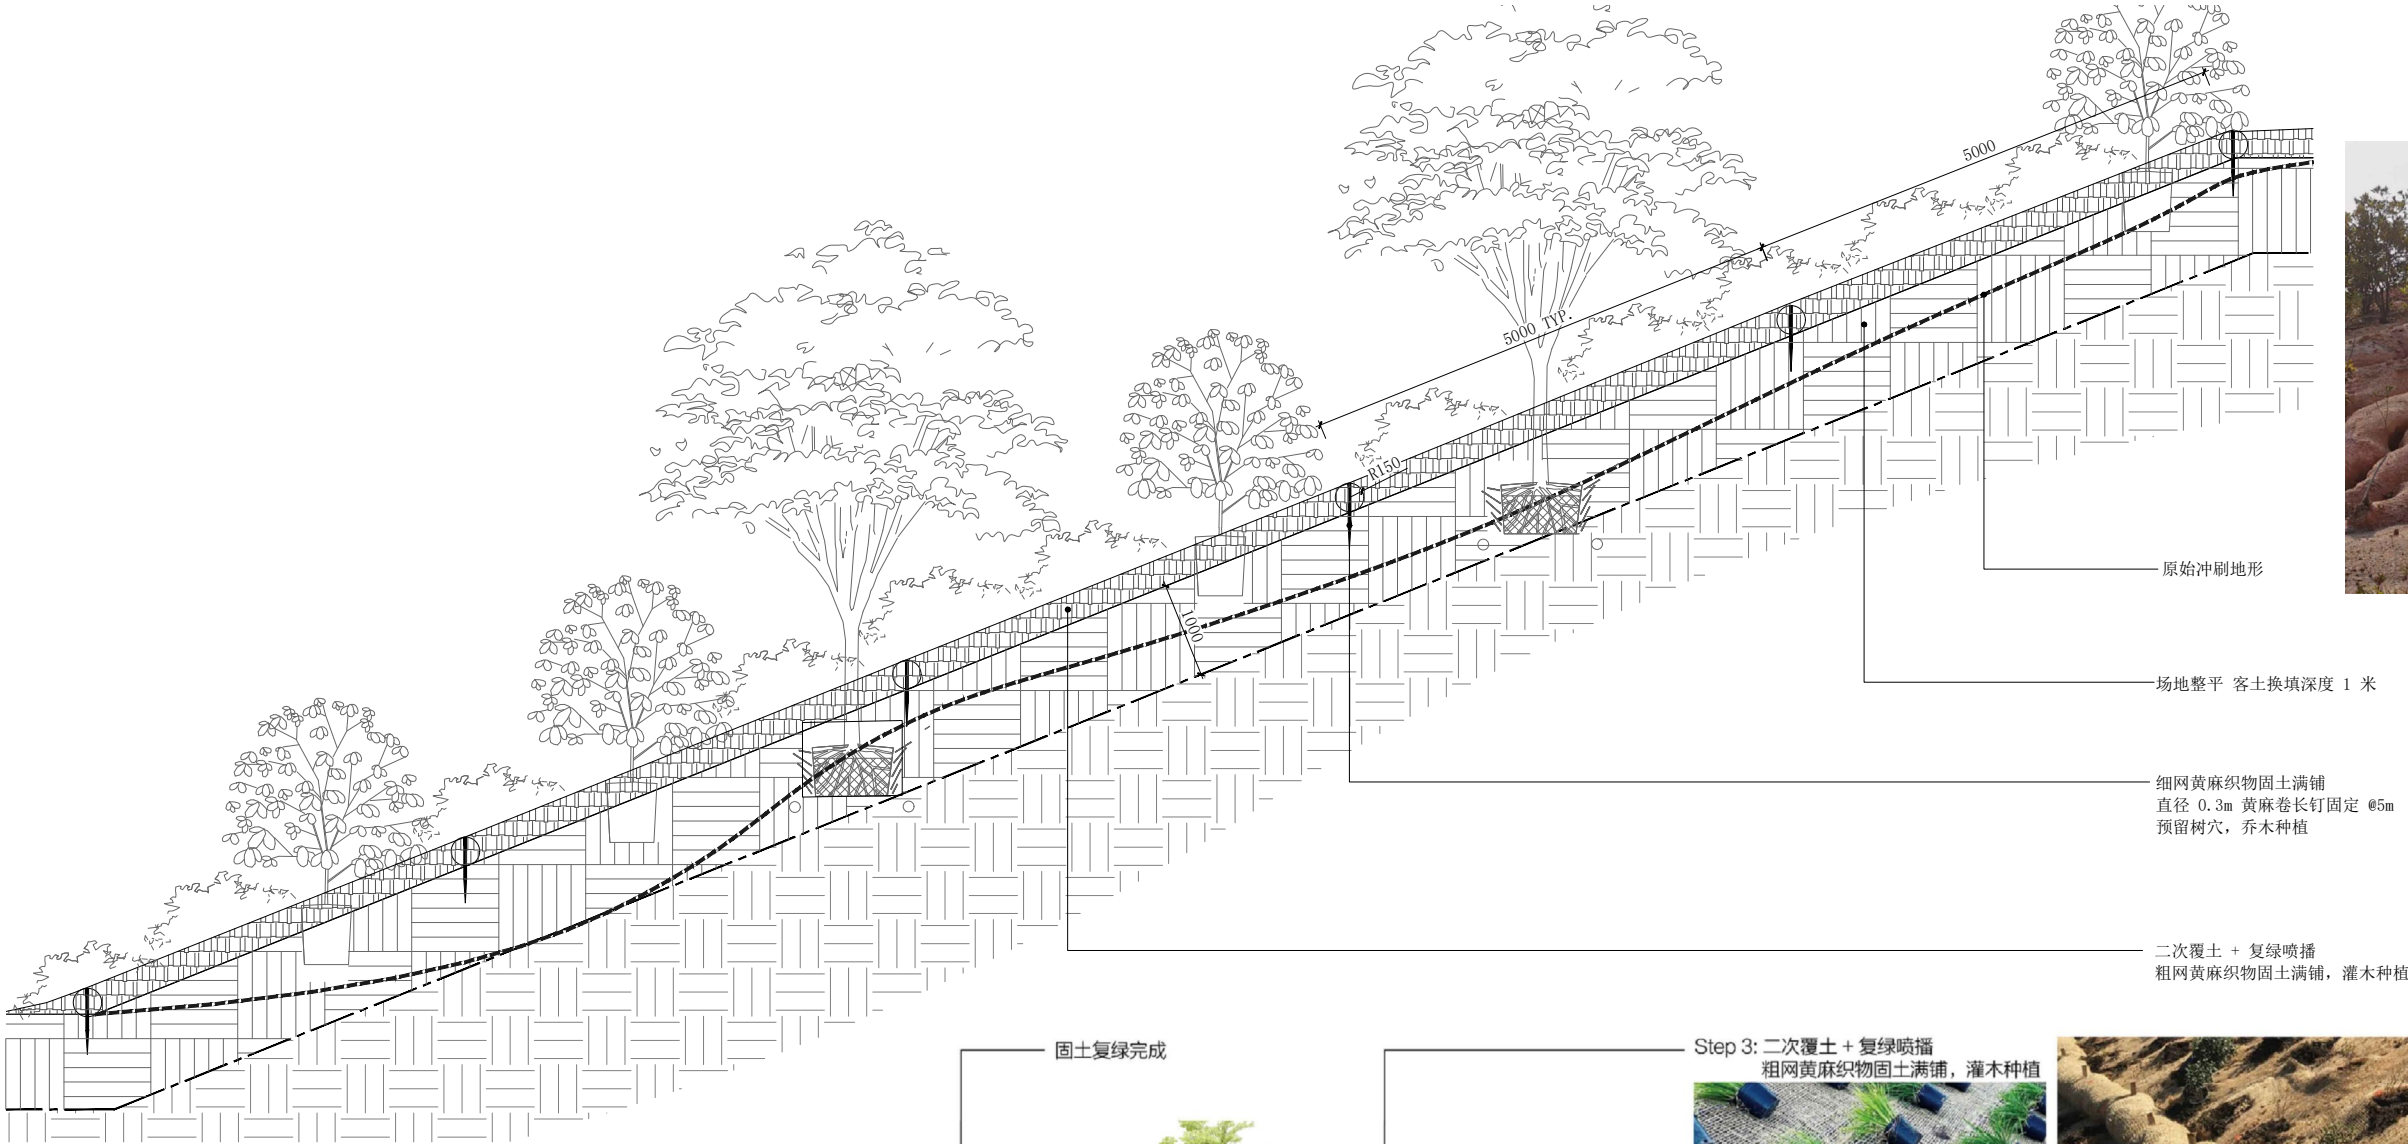 5000
5000 TYP.
R150
1000
原始冲刷地形
场地整平 客土换填深度 1 米
细网黄麻织物固土满铺
直径 0.3m 黄麻卷长钉固定 @5m
预留树穴，乔木种植
二次覆土 + 复绿喷播
粗网黄麻织物固土满铺，灌木种植
固土复绿完成
Step 3: 二次覆土 + 复绿喷播
粗网黄麻织物固土满铺，灌木种植